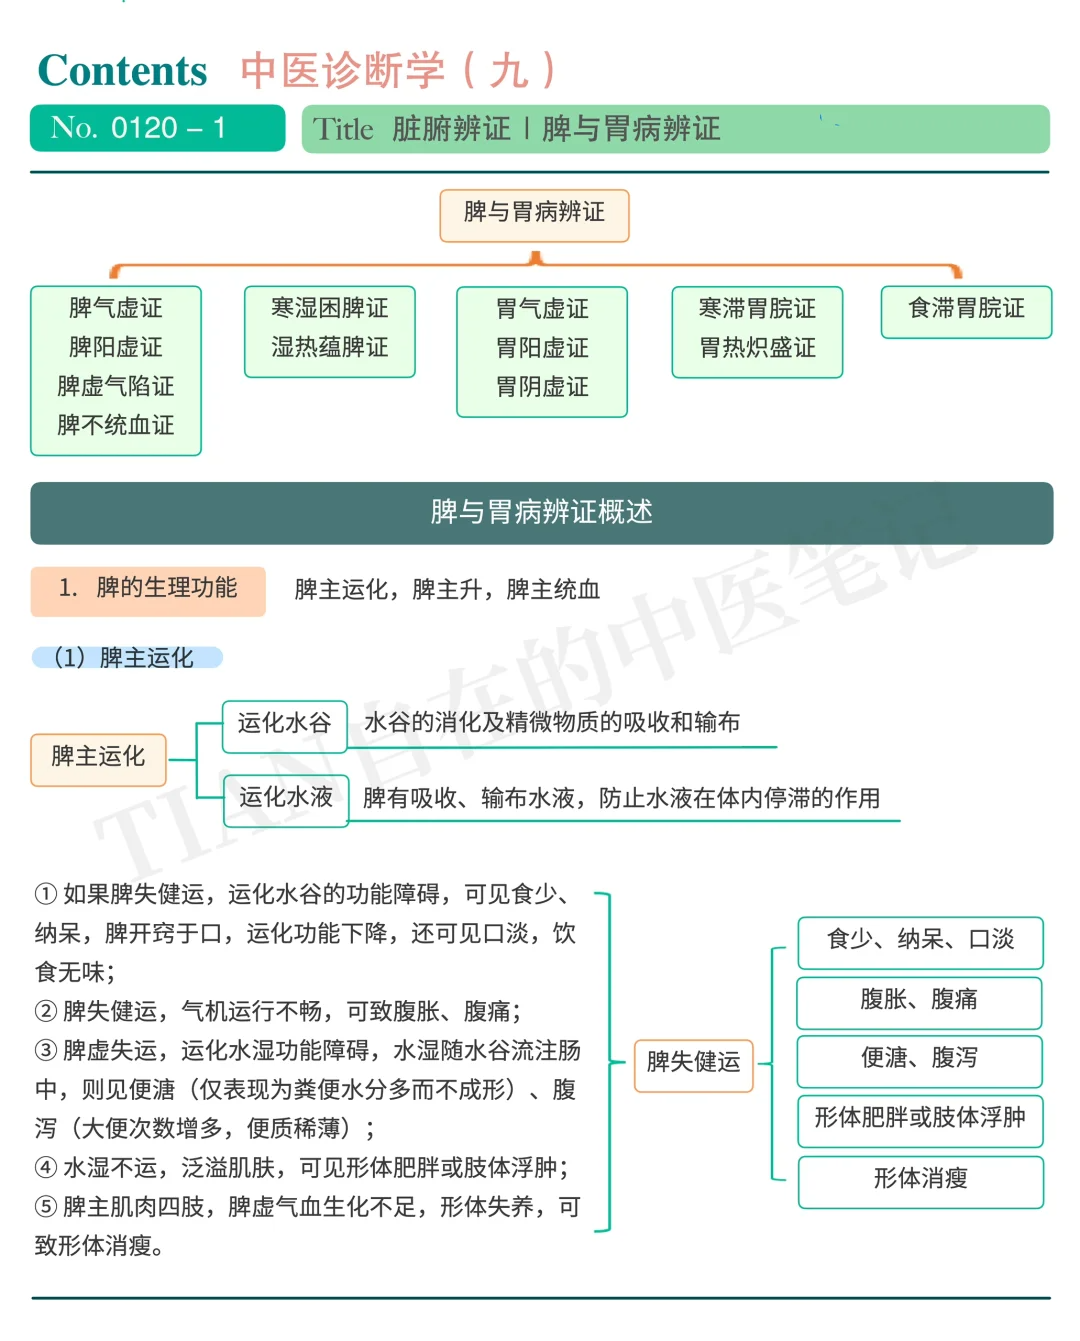 Contents 中医诊断学（九）
No. 0120 – 1
Title 脏腑辨证 | 脾与胃病辨证
脾与胃病辨证
脾气虚证
脾阳虚证
脾虚气陷证
脾不统血证
寒湿困脾证
湿热蕴脾证
胃气虚证
胃阳虚证
胃阴虚证
寒滞胃脘证
胃热炽盛证
食滞胃脘证
脾与胃病辨证概述
1. 脾的生理功能 脾主运化，脾主升，脾主统血
（1）脾主运化
脾主运化
运化水谷 水谷的消化及精微物质的吸收和输布
运化水液 脾有吸收、输布水液，防止水液在体内停滞的作用
① 如果脾失健运，运化水谷的功能障碍，可见食少、
纳呆，脾开窍于口，运化功能下降，还可见口淡，饮
食无味；
② 脾失健运，气机运行不畅，可致腹胀、腹痛；
③ 脾虚失运，运化水湿功能障碍，水湿随水谷流注肠
中，则见便溏（仅表现为粪便水分多而不成形）、腹
泻（大便次数增多，便质稀薄）；
④ 水湿不运，泛溢肌肤，可见形体肥胖或肢体浮肿；
⑤ 脾主肌肉四肢，脾虚气血生化不足，形体失养，可
致形体消瘦。
脾失健运
食少、纳呆、口淡
腹胀、腹痛
便溏、腹泻
形体肥胖或肢体浮肿
形体消瘦
TIAN自在的中医笔记